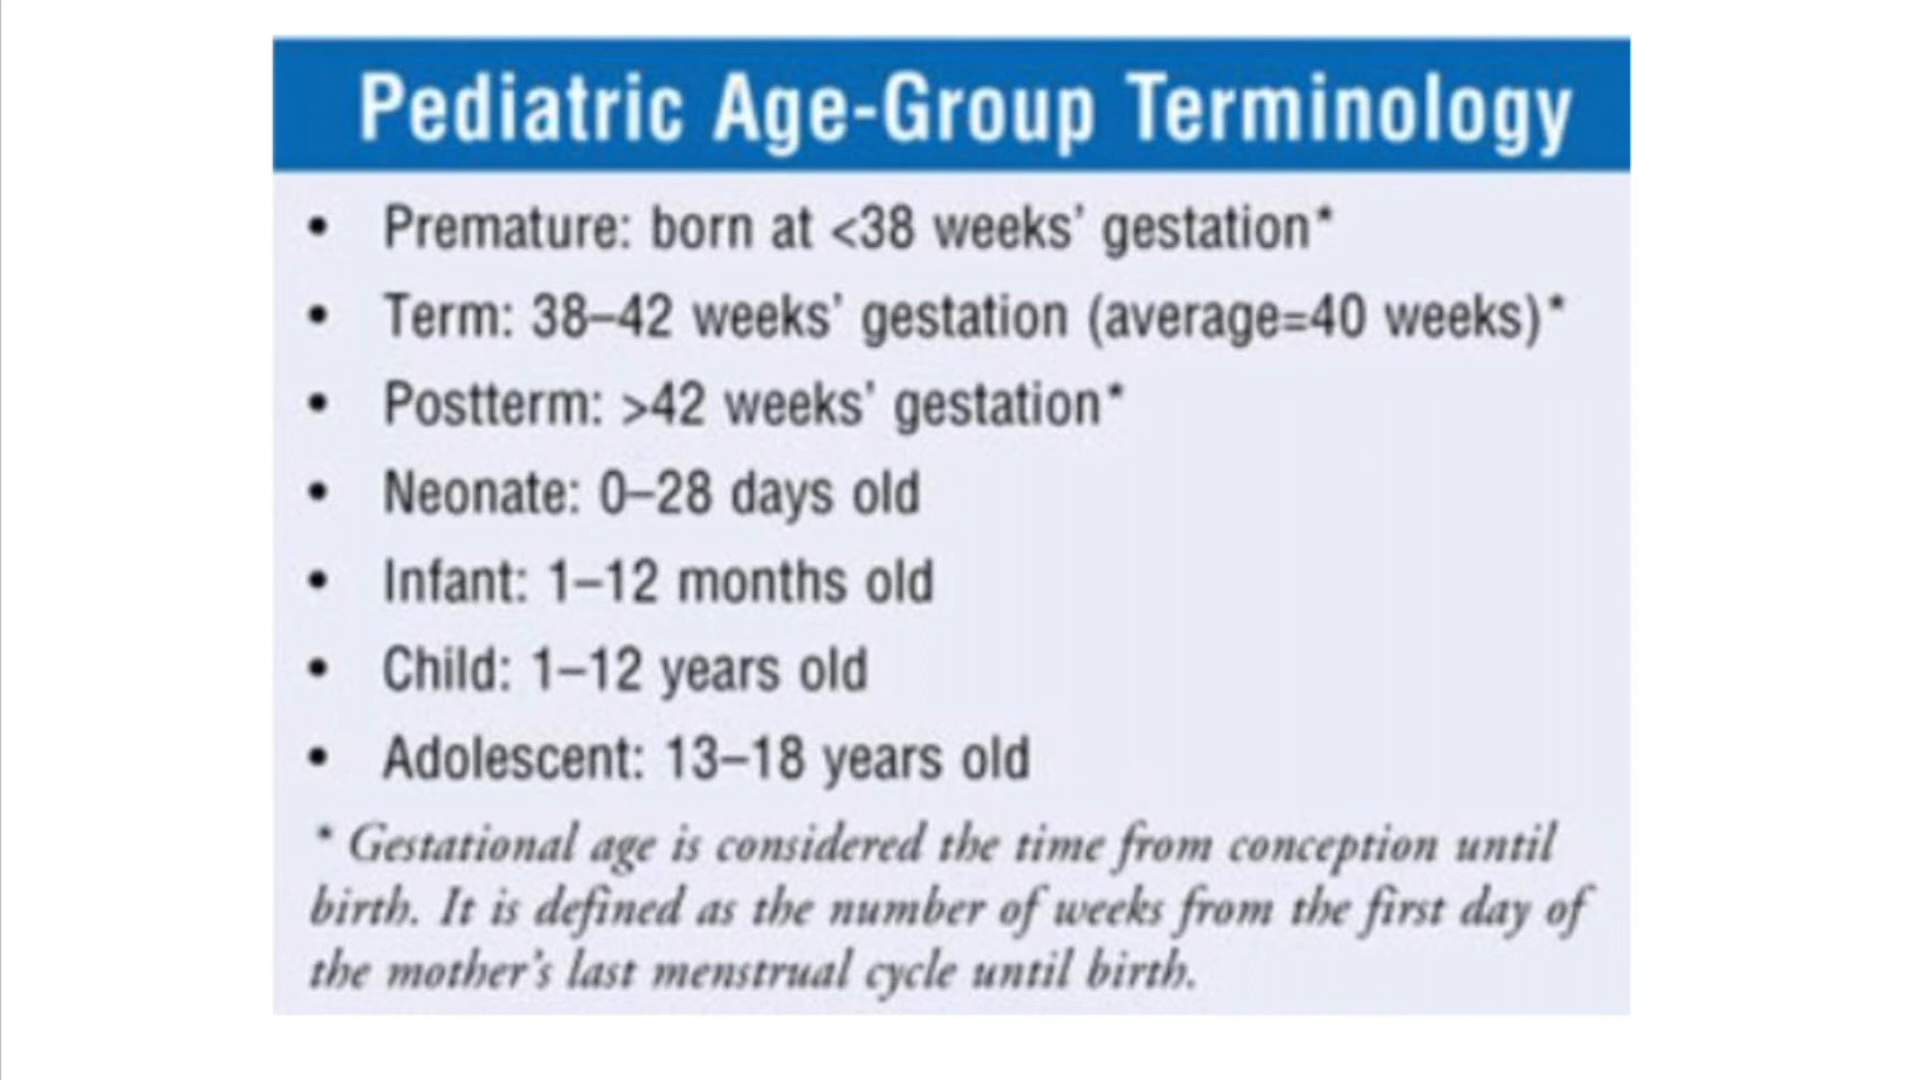 Pediatric Age-Group Terminology
• Premature: born at <38 weeks' gestation*
• Term: 38–42 weeks' gestation (average=40 weeks)*
• Postterm: >42 weeks' gestation*
• Neonate: 0–28 days old
• Infant: 1–12 months old
• Child: 1–12 years old
• Adolescent: 13–18 years old
* Gestational age is considered the time from conception until
birth. It is defined as the number of weeks from the first day of
the mother's last menstrual cycle until birth.